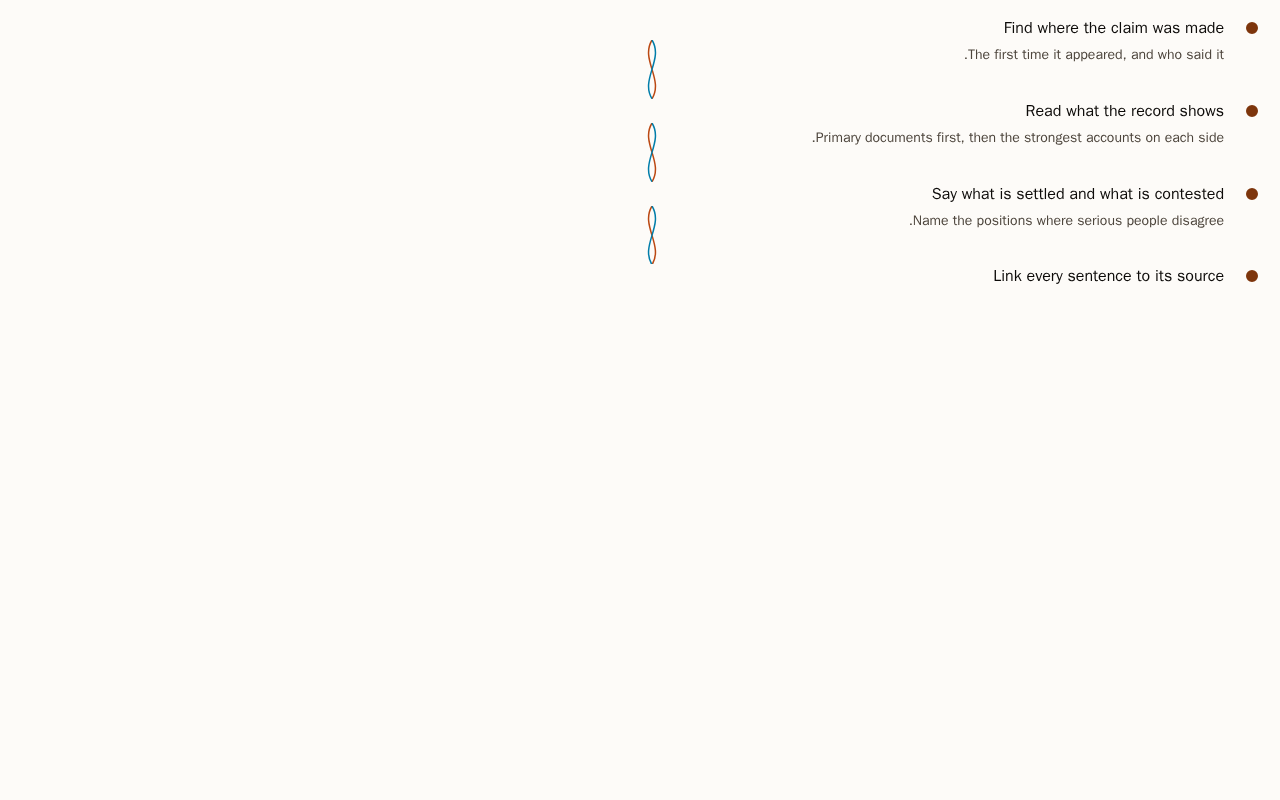 Find where the claim was made
.The first time it appeared, and who said it
Read what the record shows
.Primary documents first, then the strongest accounts on each side
Say what is settled and what is contested
.Name the positions where serious people disagree
Link every sentence to its source